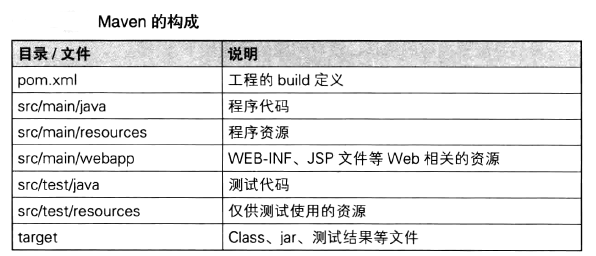 Maven 的构成
目录 / 文件 说明
pom.xml 工程的 build 定义
src/main/java 程序代码
src/main/resources 程序资源
src/main/webapp WEB-INF、JSP 文件等 Web 相关的资源
src/test/java 测试代码
src/test/resources 仅供测试使用的资源
target Class、jar、测试结果等文件